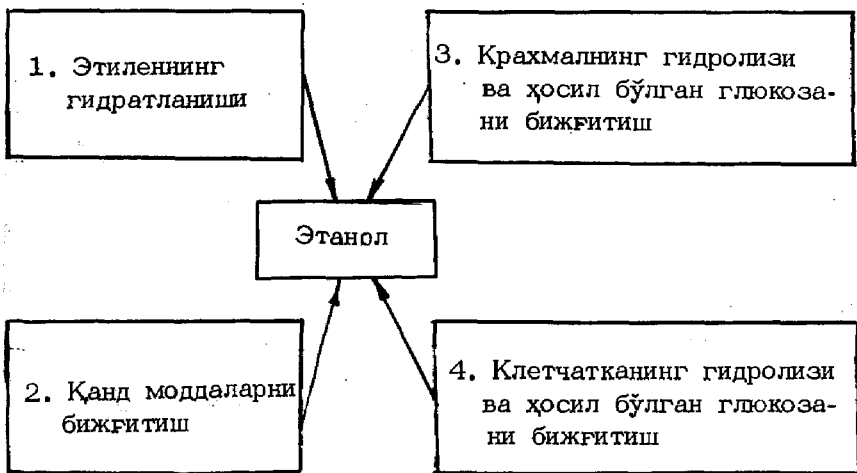 1. Этиленнинг
гидратланиши
3. Крахмалнинг гидролизи
ва ҳосил бўлган глюкоза-
ни бижғитиш
Этанол
2. Қанд моддаларни
бижғитиш
4. Клетчатканинг гидролизи
ва ҳосил бўлган глюкоза-
ни бижғитиш